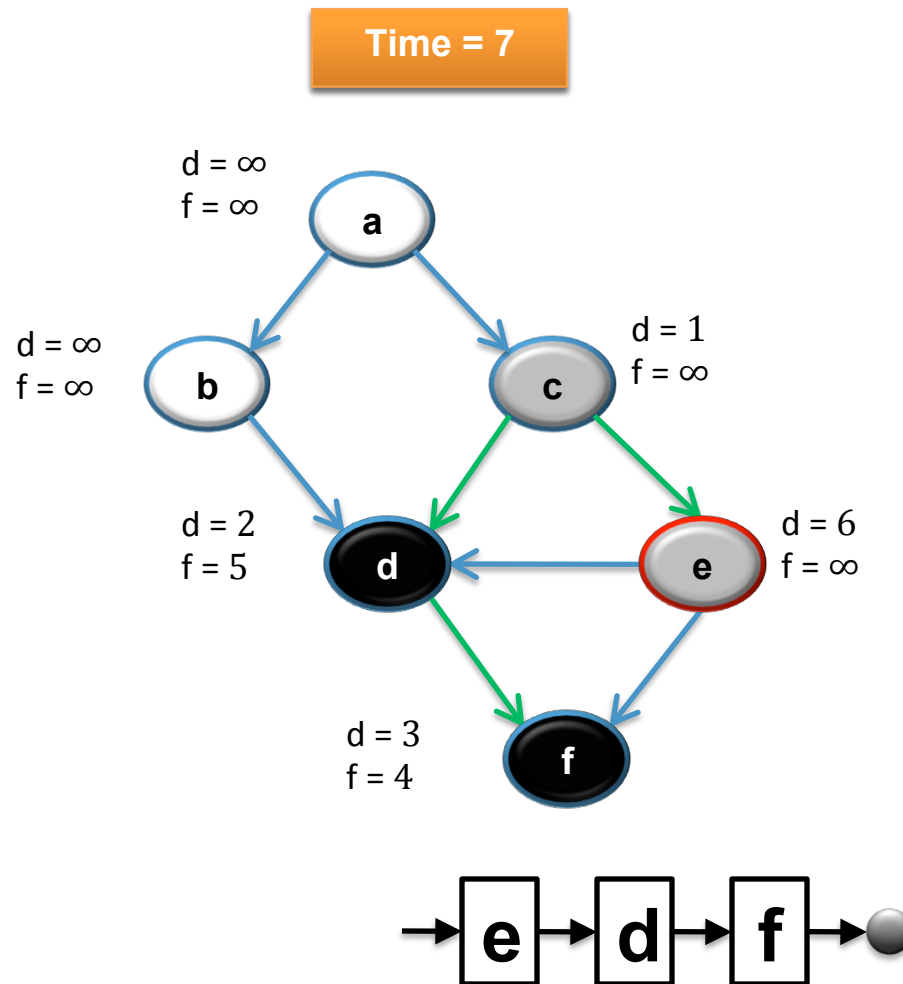 Time = 7
d = ∞
f = ∞
a
d = ∞
f = ∞
b
d = 1
f = ∞
c
d = 2
f = 5
d
d = 6
f = ∞
e
d = 3
f = 4
f
e d f